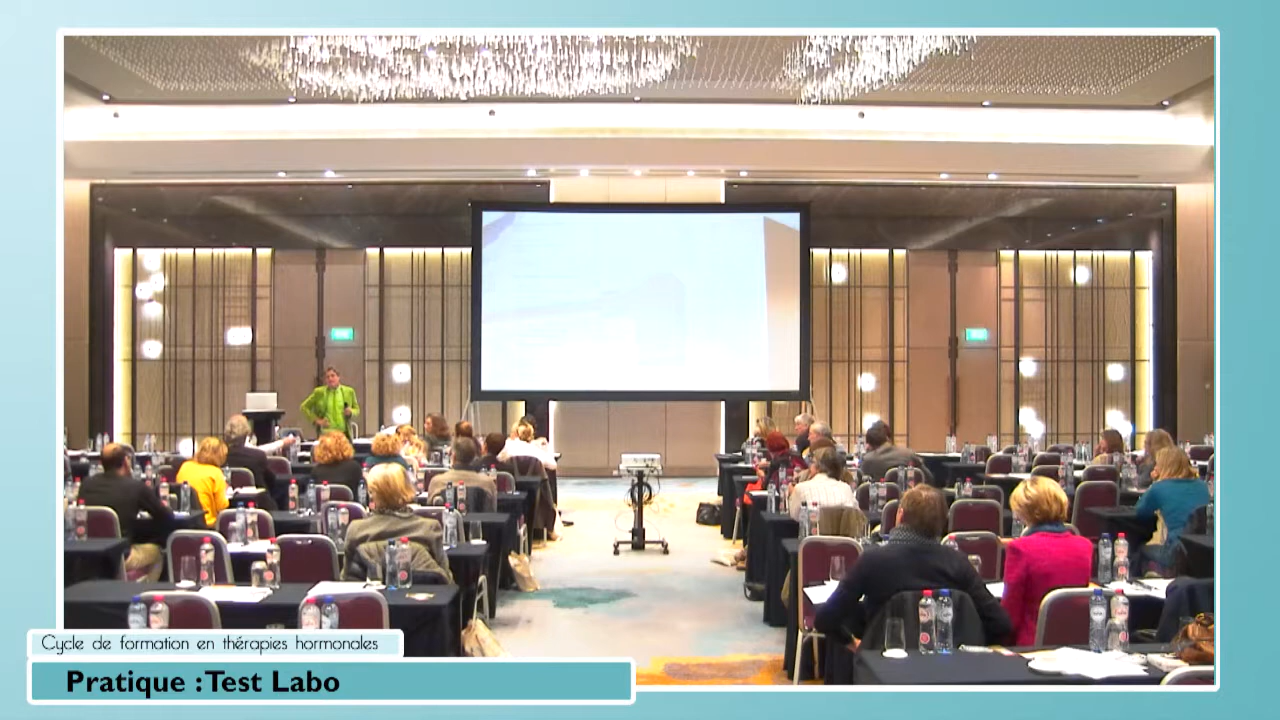 Cycle de formation en thérapies hormonales
Pratique :Test Labo